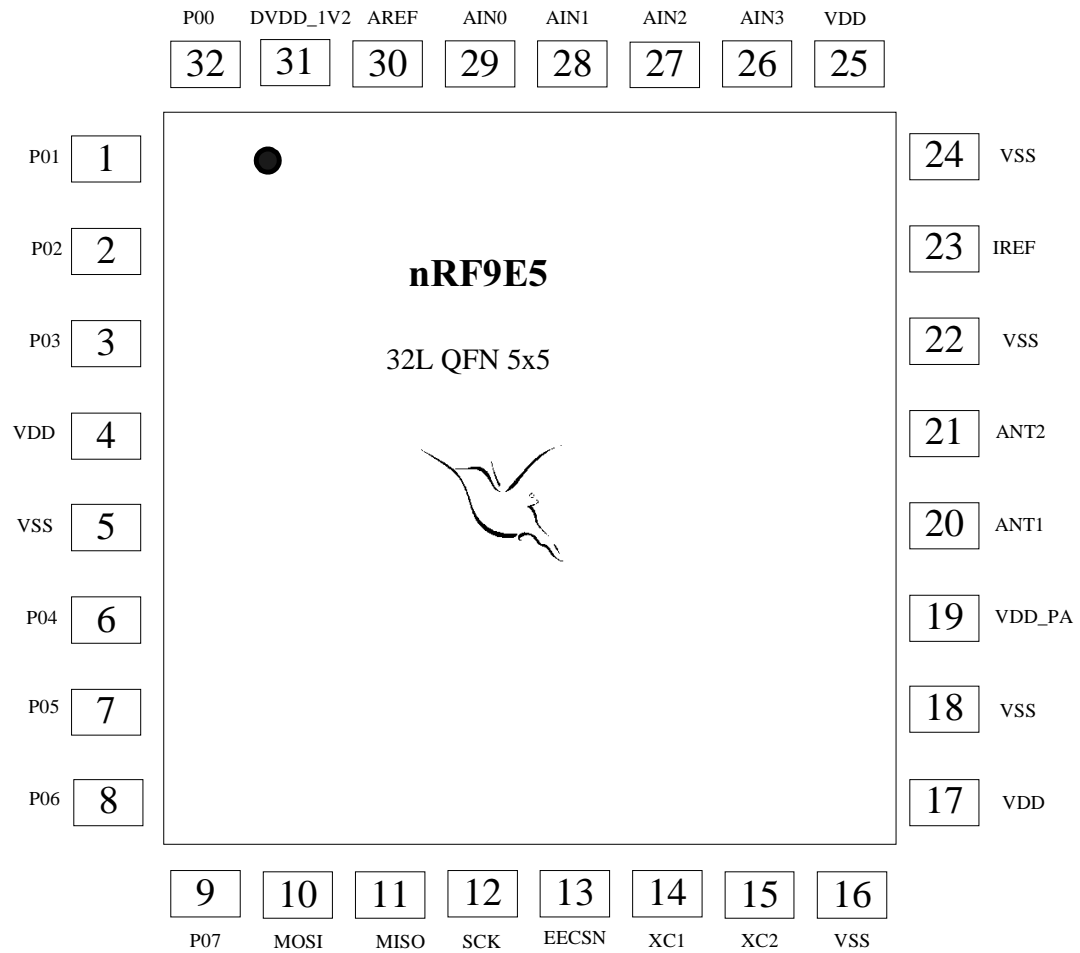 P00 DVDD_1V2 AREF AIN0 AIN1 AIN2 AIN3 VDD
32 31 30 29 28 27 26 25
P01 1 24 VSS
P02 2 23 IREF
nRF9E5
P03 3 22 VSS
32L QFN 5x5
VDD 4 21 ANT2
VSS 5 20 ANT1
P04 6 19 VDD_PA
P05 7 18 VSS
P06 8 17 VDD
9 10 11 12 13 14 15 16
P07 MOSI MISO SCK EECSN XC1 XC2 VSS